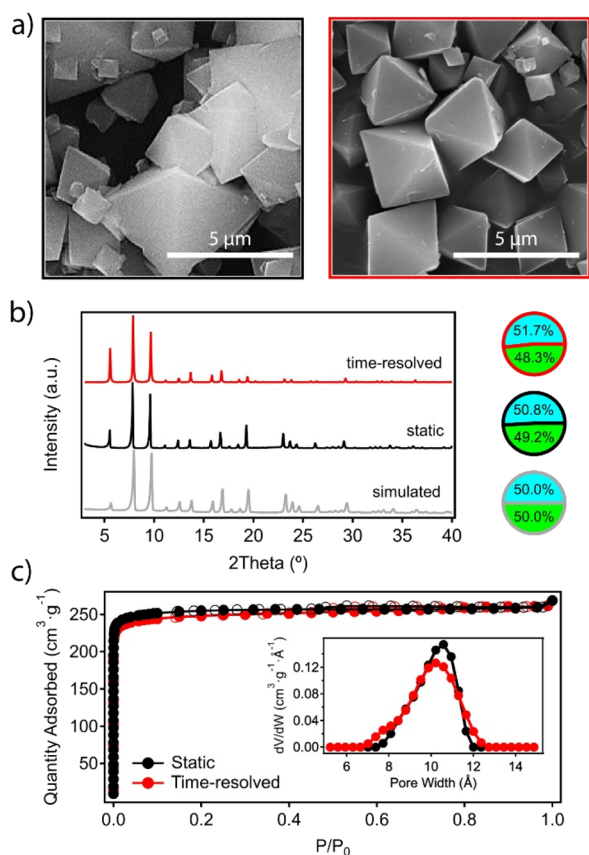 a)
5 µm
5 µm
b)
Intensity (a.u.)
time-resolved
static
simulated
5 10 15 20 25 30 35 40
2Theta (º)
51.7%
48.3%
50.8%
49.2%
50.0%
50.0%
c)
Quantity Adsorbed (cm³·g⁻¹)
250
200
150
100
50
0.0 0.2 0.4 0.6 0.8 1.0
P/P₀
Static
Time-resolved
dV/dW (cm³·g⁻¹·Å⁻¹)
0.12
0.08
0.04
0.00
6 8 10 12 14
Pore Width (Å)